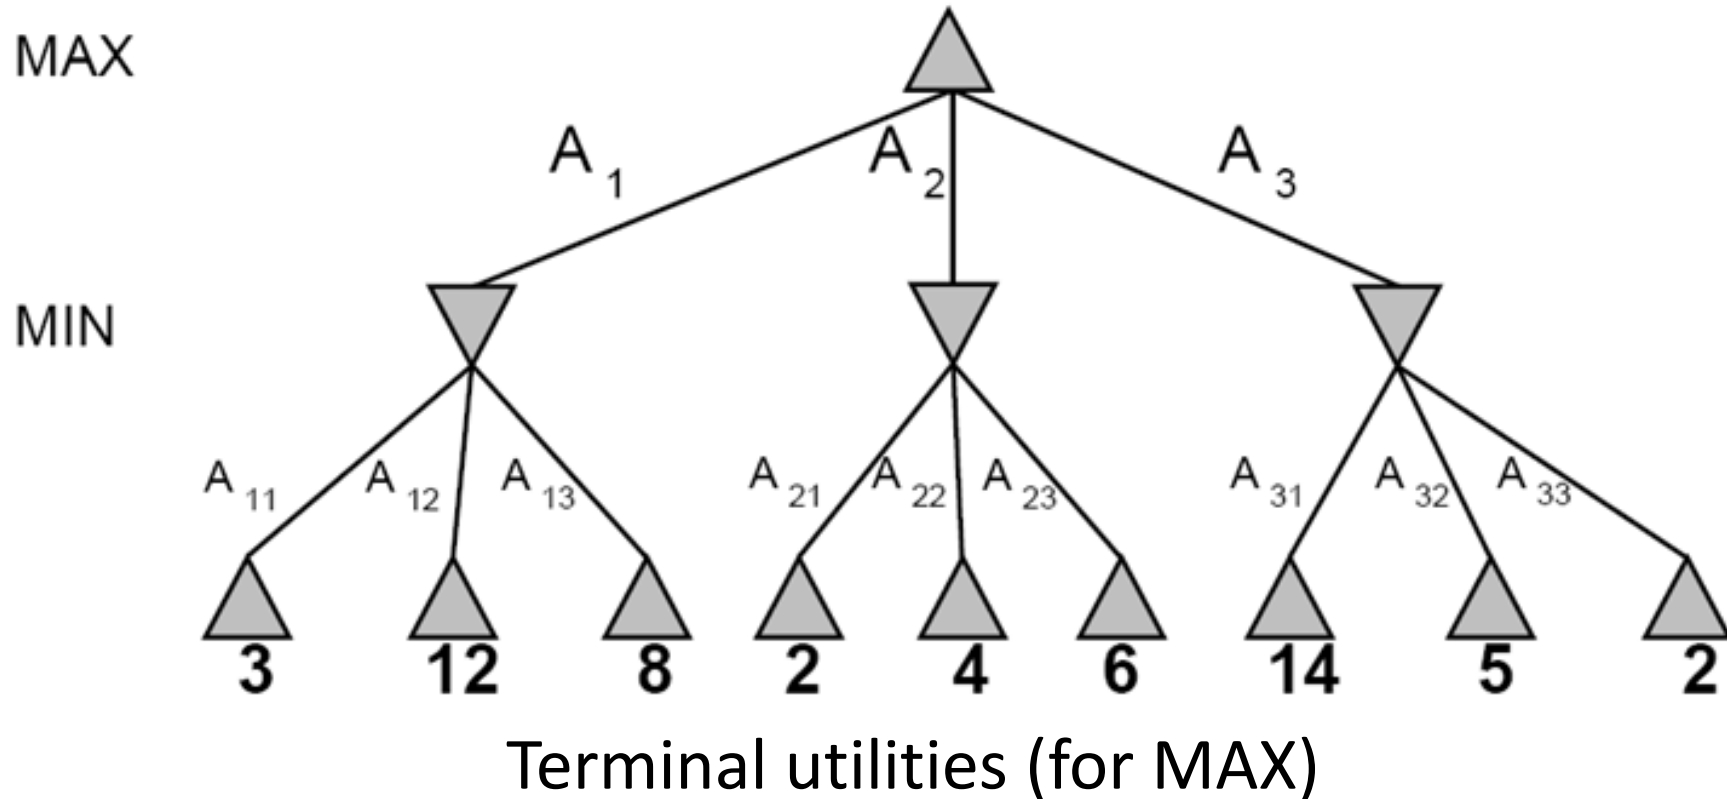 MAX
A 1 A 2 A 3
MIN
A 11 A 12 A 13 A 21 A 22 A 23 A 31 A 32 A 33
3 12 8 2 4 6 14 5 2
Terminal utilities (for MAX)